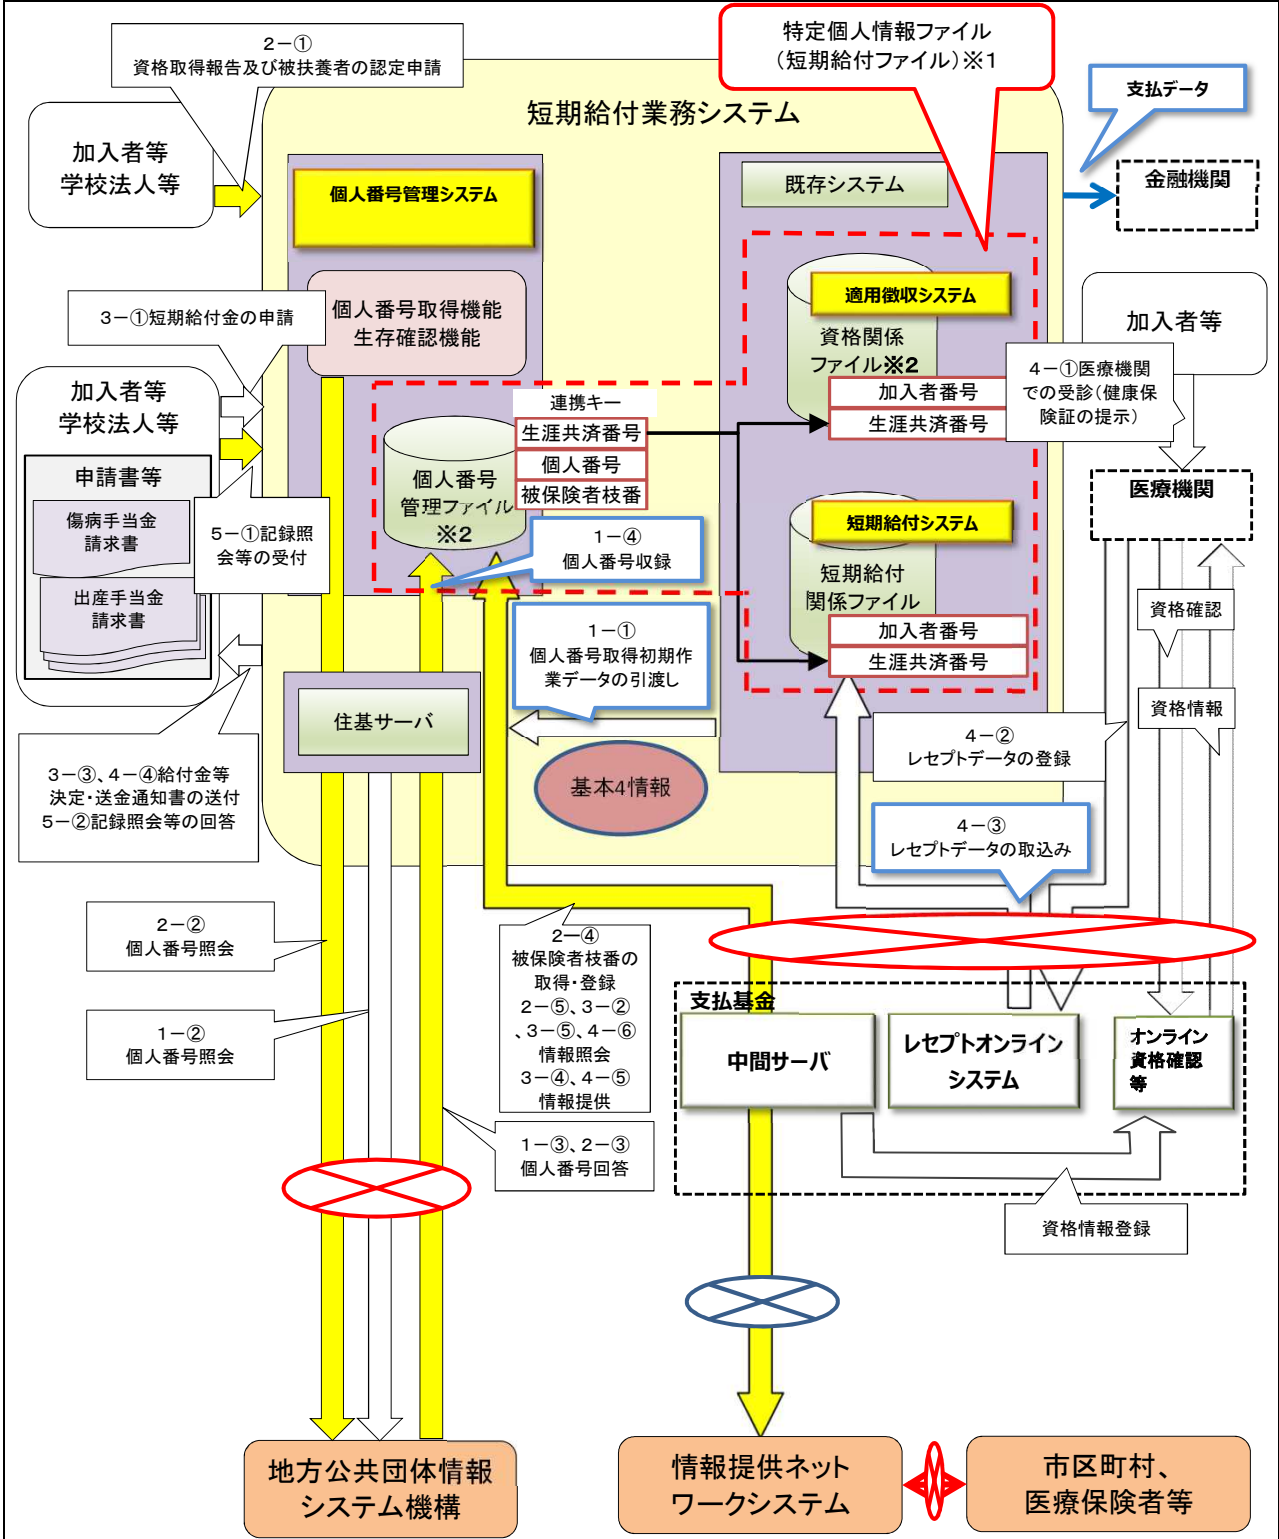 2－①
資格取得報告及び被扶養者の認定申請
特定個人情報ファイル
（短期給付ファイル）※1
支払データ
短期給付業務システム
加入者等
学校法人等
個人番号管理システム
既存システム
金融機関
3－①短期給付金の申請
個人番号取得機能
生存確認機能
適用徴収システム
資格関係
ファイル※2
加入者番号
生涯共済番号
加入者等
4－①医療機関
での受診（健康保
険証の提示）
加入者等
学校法人等
申請書等
傷病手当金
請求書
出産手当金
請求書
連携キー
生涯共済番号
個人番号
被保険者枝番
個人番号
管理ファイル
※2
医療機関
5－①記録照
会等の受付
1－④
個人番号収録
短期給付システム
短期給付
関係ファイル
加入者番号
生涯共済番号
資格確認
1－①
個人番号取得初期作
業データの引渡し
資格情報
住基サーバ
4－②
レセプトデータの登録
3－③、4－④給付金等
決定・送金通知書の送付
5－②記録照会等の回答
基本4情報
4－③
レセプトデータの取込み
2－②
個人番号照会
2－④
被保険者枝番の
取得・登録
2－⑤、3－②
、3－⑤、4－⑥
情報照会
3－④、4－⑤
情報提供
支払基金
中間サーバ
レセプトオンライン
システム
オンライン
資格確認
等
1－②
個人番号照会
1－③、2－③
個人番号回答
資格情報登録
地方公共団体情報
システム機構
情報提供ネット
ワークシステム
市区町村、
医療保険者等